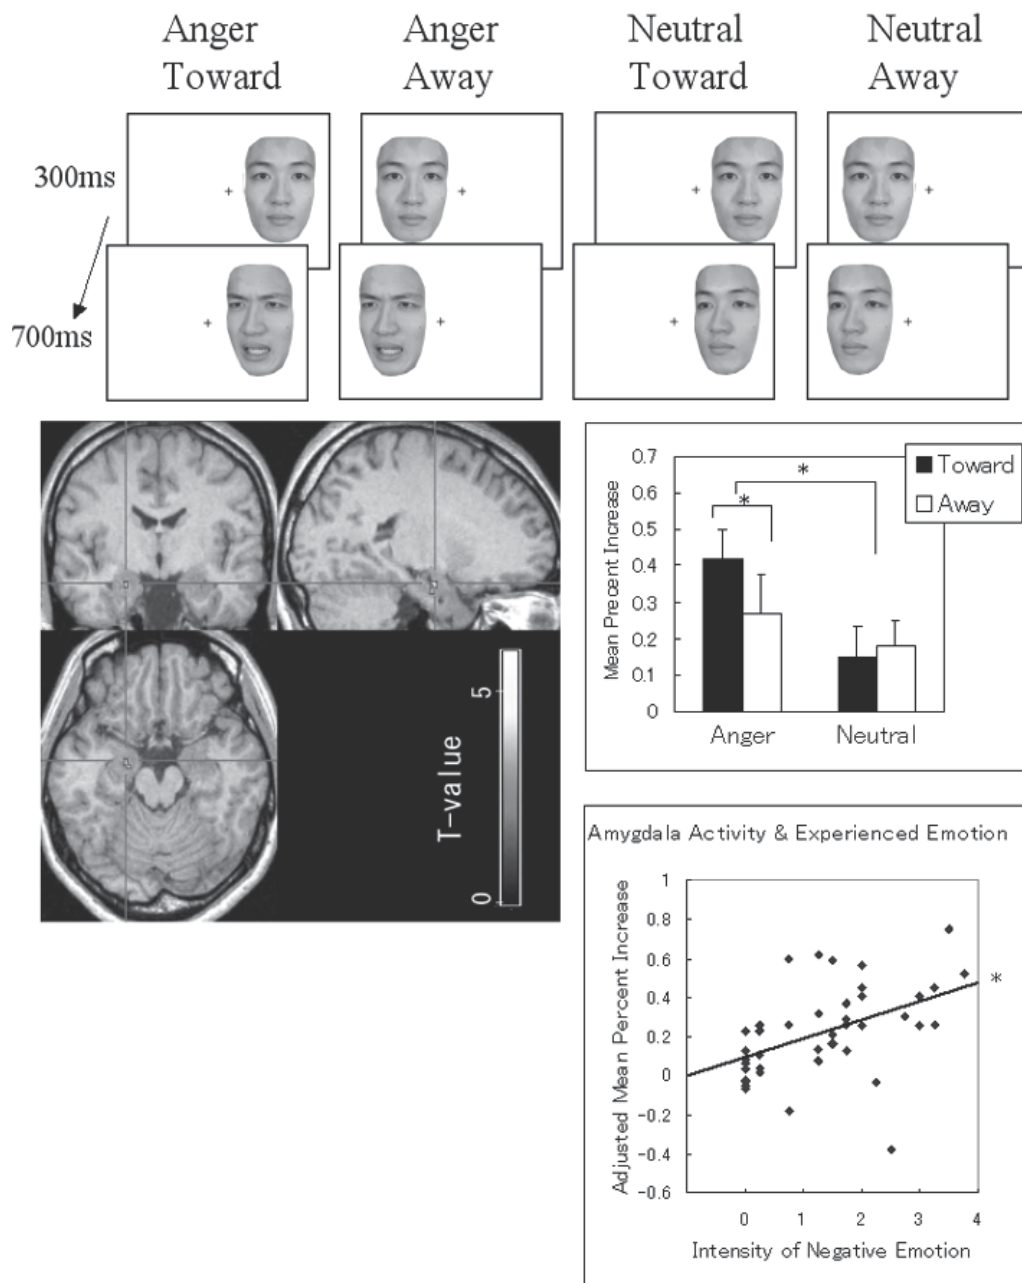 Anger Toward
Anger Away
Neutral Toward
Neutral Away
300ms
700ms
+
+
+
+
+
+
+
+
5
T-value
0
Mean Precent Increase
0.7
0.6
0.5
0.4
0.3
0.2
0.1
0
*
*
Toward
Away
Anger
Neutral
Amygdala Activity & Experienced Emotion
Adjusted Mean Percent Increase
1
0.8
0.6
0.4
0.2
0
-0.2
-0.4
-0.6
*
0 1 2 3 4
Intensity of Negative Emotion